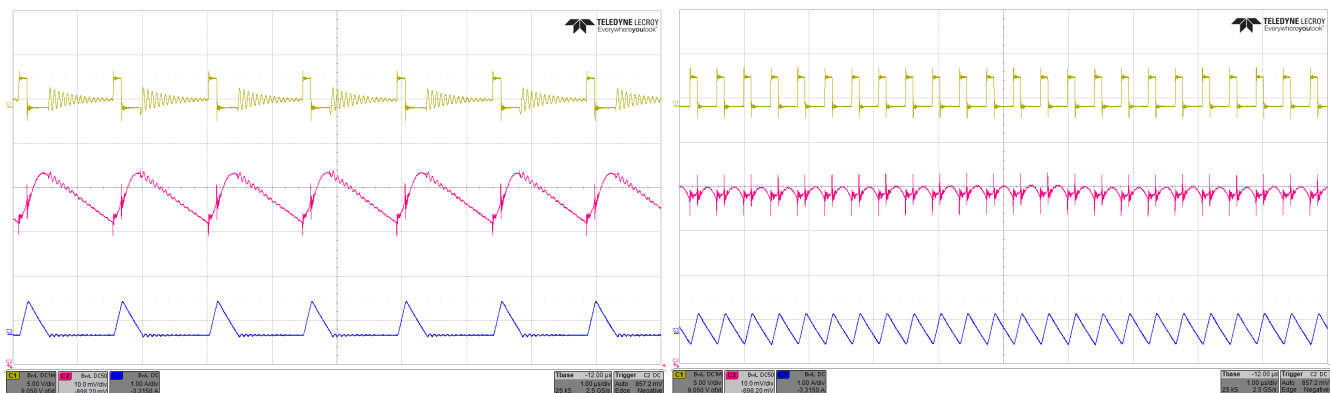 TELEDYNE LECROY
Everywhereyoulook™
C1 BwL DC1M
5.00 V/div
9.050 V ofst
C2 BwL DC50
10.0 mV/div
-898.20 mV
BwL DC
1.00 A/div
-3.3150 A
Tbase -12.00 µs
1.00 µs/div
25 kS 2.5 GS/s
Trigger C2 DC
Auto 857.2 mV
Edge Negative
TELEDYNE LECROY
Everywhereyoulook™
C1 BwL DC1M
5.00 V/div
9.050 V ofst
C2 BwL DC50
10.0 mV/div
-898.20 mV
BwL DC
1.00 A/div
-3.3150 A
Tbase -12.00 µs
1.00 µs/div
25 kS 2.5 GS/s
Trigger C2 DC
Auto 857.2 mV
Edge Negative